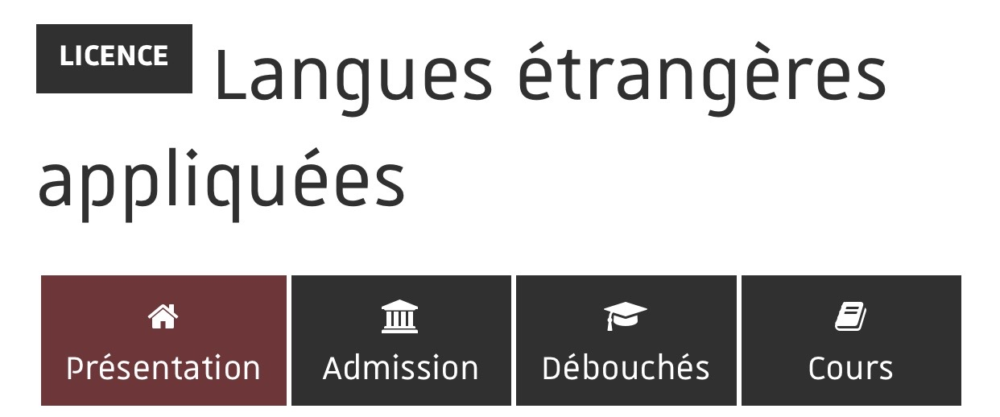 LICENCE Langues étrangères
appliquées
Présentation Admission Débouchés Cours